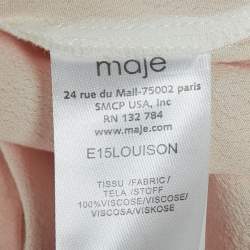 maje
24 rue du Mail-75002 paris
SMCP USA, Inc
RN 132 784
www.maje.com
E15LOUISON
TISSU /FABRIC/
TELA /STOFF
100%VISCOSE/VISCOSE/
VISCOSA/VISKOSE